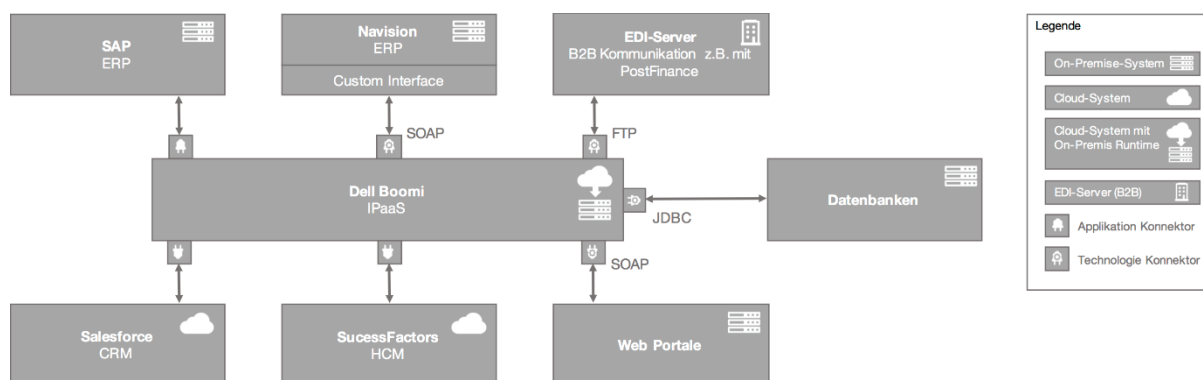 SAP
ERP
Navision
ERP
Custom Interface
EDI-Server
B2B Kommunikation z.B. mit
PostFinance
SOAP
FTP
Dell Boomi
IPaaS
JDBC
Datenbanken
SOAP
Salesforce
CRM
SucessFactors
HCM
Web Portale
Legende
On-Premise-System
Cloud-System
Cloud-System mit
On-Premis Runtime
EDI-Server (B2B)
Applikation Konnektor
Technologie Konnektor